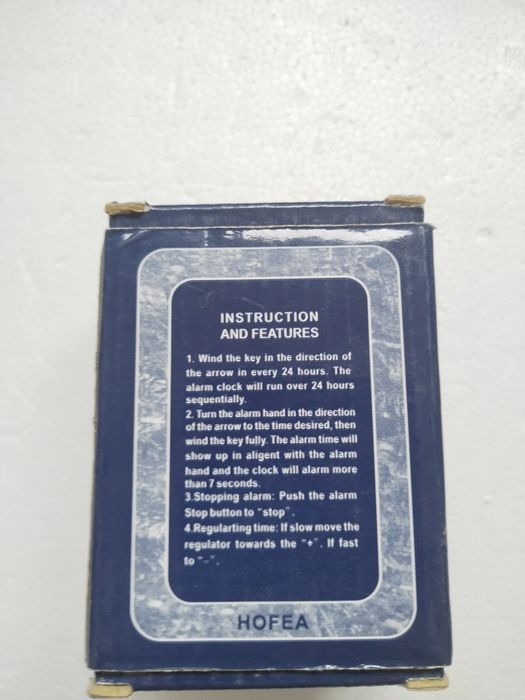 INSTRUCTION
AND FEATURES
1. Wind the key in the direction of
the arrow in every 24 hours. The
alarm clock will run over 24 hours
sequentially.
2. Turn the alarm hand in the direction
of the arrow to the time desired, then
wind the key fully. The alarm time will
show up in aligent with the alarm
hand and the clock will alarm more
than 7 seconds.
3.Stopping alarm: Push the alarm
Stop button to "stop".
4.Regularting time: If slow move the
regulator towards the "+". If fast
to "-".
HOFEA